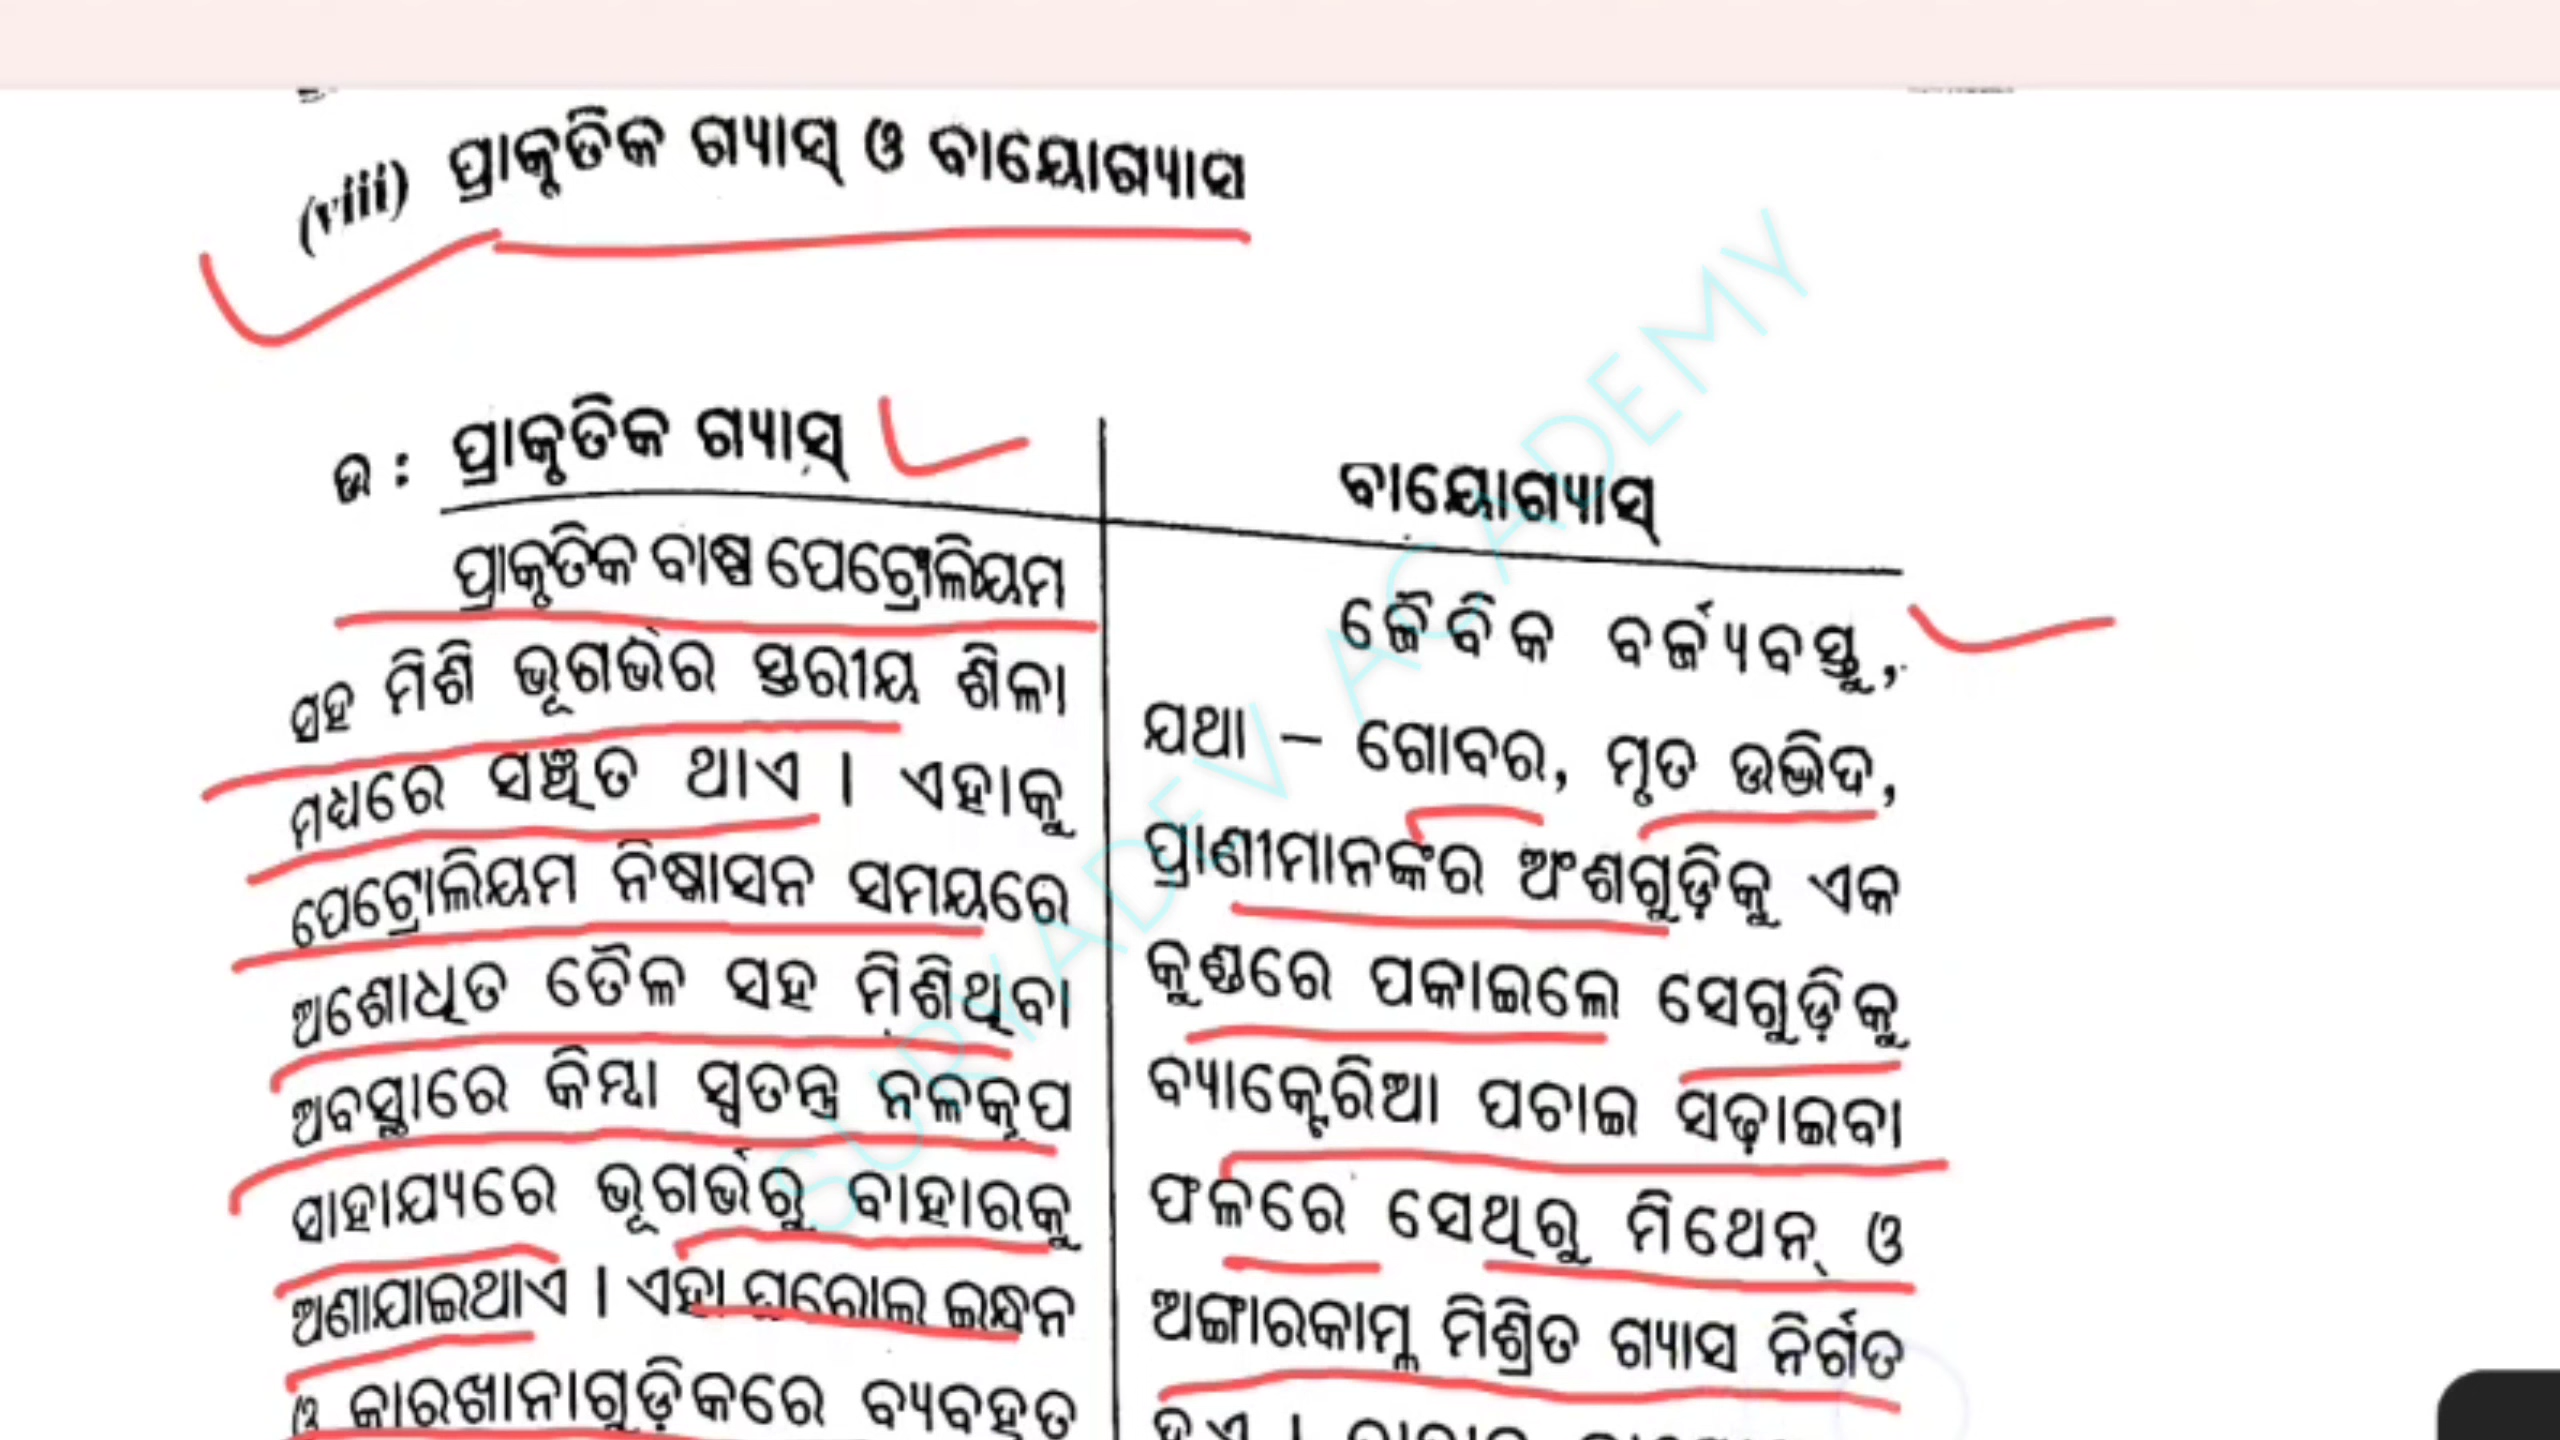 (viii) ପ୍ରାକୃତିକ ଗ୍ୟାସ୍ ଓ ବାୟୋଗ୍ୟାସ
ଉ : ପ୍ରାକୃତିକ ଗ୍ୟାସ୍
ପ୍ରାକୃତିକ ବାଷ୍ପ ପେଟ୍ରୋଲିୟମ
ସହ ମିଶି ଭୂଗର୍ଭର ସ୍ତରୀୟ ଶିଳା
ମଧ୍ୟରେ ସଞ୍ଚିତ ଥାଏ । ଏହାକୁ
ପେଟ୍ରୋଲିୟମ ନିଷ୍କାସନ ସମୟରେ
ଅଶୋଧିତ ତୈଳ ସହ ମିଶିଥିବା
ଅବସ୍ଥାରେ କିମ୍ବା ସ୍ୱତନ୍ତ୍ର ନଳକୂପ
ସାହାଯ୍ୟରେ ଭୂଗର୍ଭରୁ ବାହାରକୁ
ଅଣାଯାଇଥାଏ । ଏହା ଘରୋଇ ଇନ୍ଧନ
ଓ କାରଖାନାଗୁଡ଼ିକରେ ବ୍ୟବହୃତ
ବାୟୋଗ୍ୟାସ୍
ଜୈବିକ ବର୍ଜ୍ୟବସ୍ତୁ,
ଯଥା – ଗୋବର, ମୃତ ଉଦ୍ଭିଦ,
ପ୍ରାଣୀମାନଙ୍କର ଅଂଶଗୁଡ଼ିକୁ ଏକ
କୁଣ୍ଡରେ ପକାଇଲେ ସେଗୁଡ଼ିକୁ
ବ୍ୟାକ୍ଟେରିଆ ପଚାଇ ସଢ଼ାଇବା
ଫଳରେ ସେଥିରୁ ମିଥେନ୍ ଓ
ଅଙ୍ଗାରକାମ୍ଳ ମିଶ୍ରିତ ଗ୍ୟାସ ନିର୍ଗତ
ହୁଏ ।
SURYADEV ACADEMY